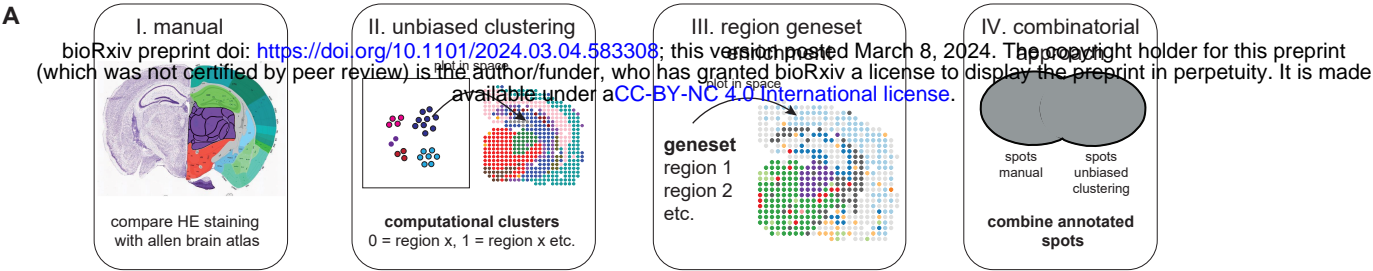 A
I. manual
II. unbiased clustering
III. region geneset
enrichment
IV. combinatorial
approach
bioRxiv preprint doi: https://doi.org/10.1101/2024.03.04.583308; this version posted March 8, 2024. The copyright holder for this preprint
(which was not certified by peer review) is the author/funder, who has granted bioRxiv a license to display the preprint in perpetuity. It is made
available under aCC-BY-NC 4.0 International license.
compare HE staining
with allen brain atlas
plot in space
computational clusters
0 = region x, 1 = region x etc.
plot in space
geneset
region 1
region 2
etc.
spots
manual
spots
unbiased
clustering
combine annotated
spots